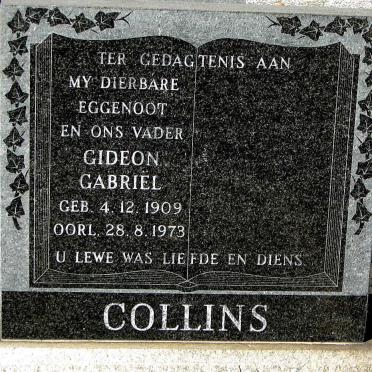 TER GEDAGTENIS AAN
MY DIERBARE
EGGENOOT
EN ONS VADER
GIDEON
GABRIËL
GEB. 4. 12. 1909
OORL. 28. 8. 1973
U LEWE WAS LIEFDE EN DIENS
COLLINS